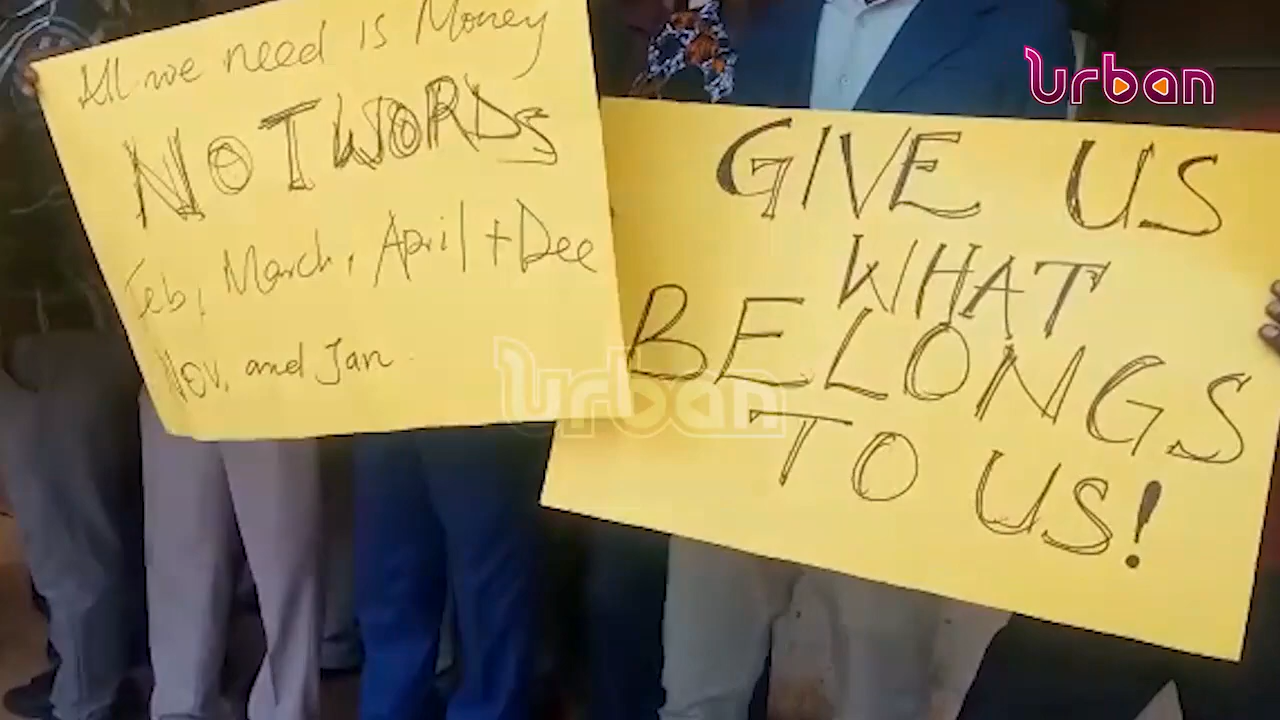 All we need is Money
NOT WORDS
Feb, March, April + Dec
Nov, and Jan.
GIVE US
WHAT
BELONGS
TO US!
urban
urban